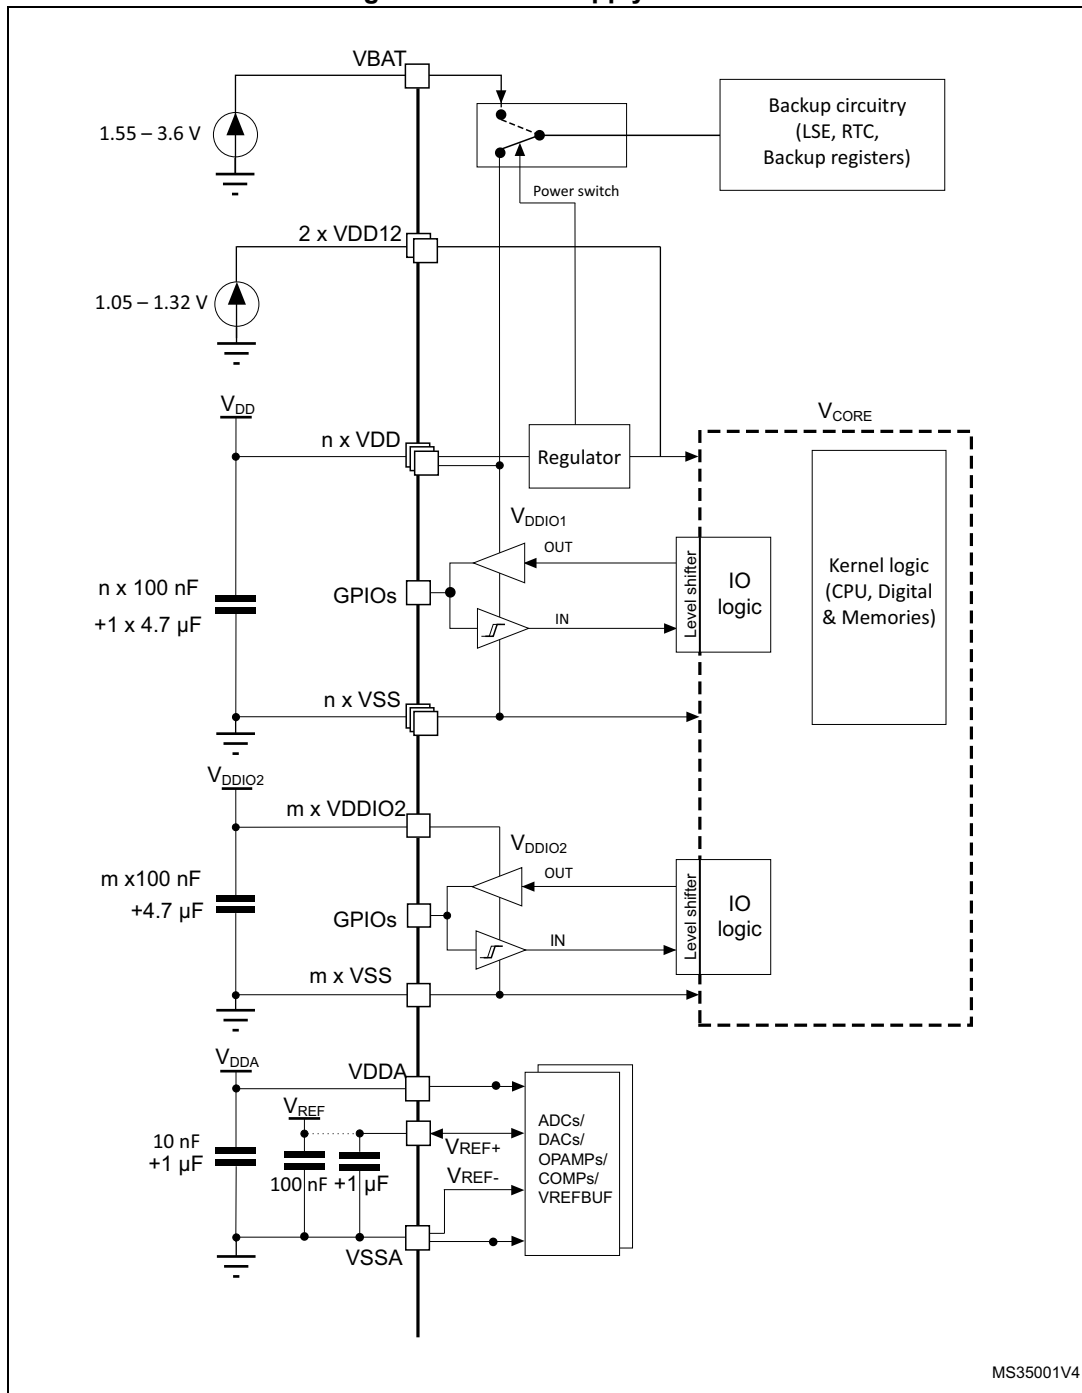 VBAT
1.55 – 3.6 V
Backup circuitry
(LSE, RTC,
Backup registers)
Power switch
2 x VDD12
1.05 – 1.32 V
VDD
n x VDD
Regulator
VCORE
VDDIO1
OUT
GPIOs
IN
Level shifter
IO
logic
Kernel logic
(CPU, Digital
& Memories)
n x 100 nF
+1 x 4.7 µF
n x VSS
VDDIO2
m x VDDIO2
VDDIO2
OUT
GPIOs
IN
Level shifter
IO
logic
m x100 nF
+4.7 µF
m x VSS
VDDA
VDDA
VREF
10 nF
+1 µF
100 nF
+1 µF
VREF+
VREF-
ADCs/
DACs/
OPAMPs/
COMPs/
VREFBUF
VSSA
MS35001V4